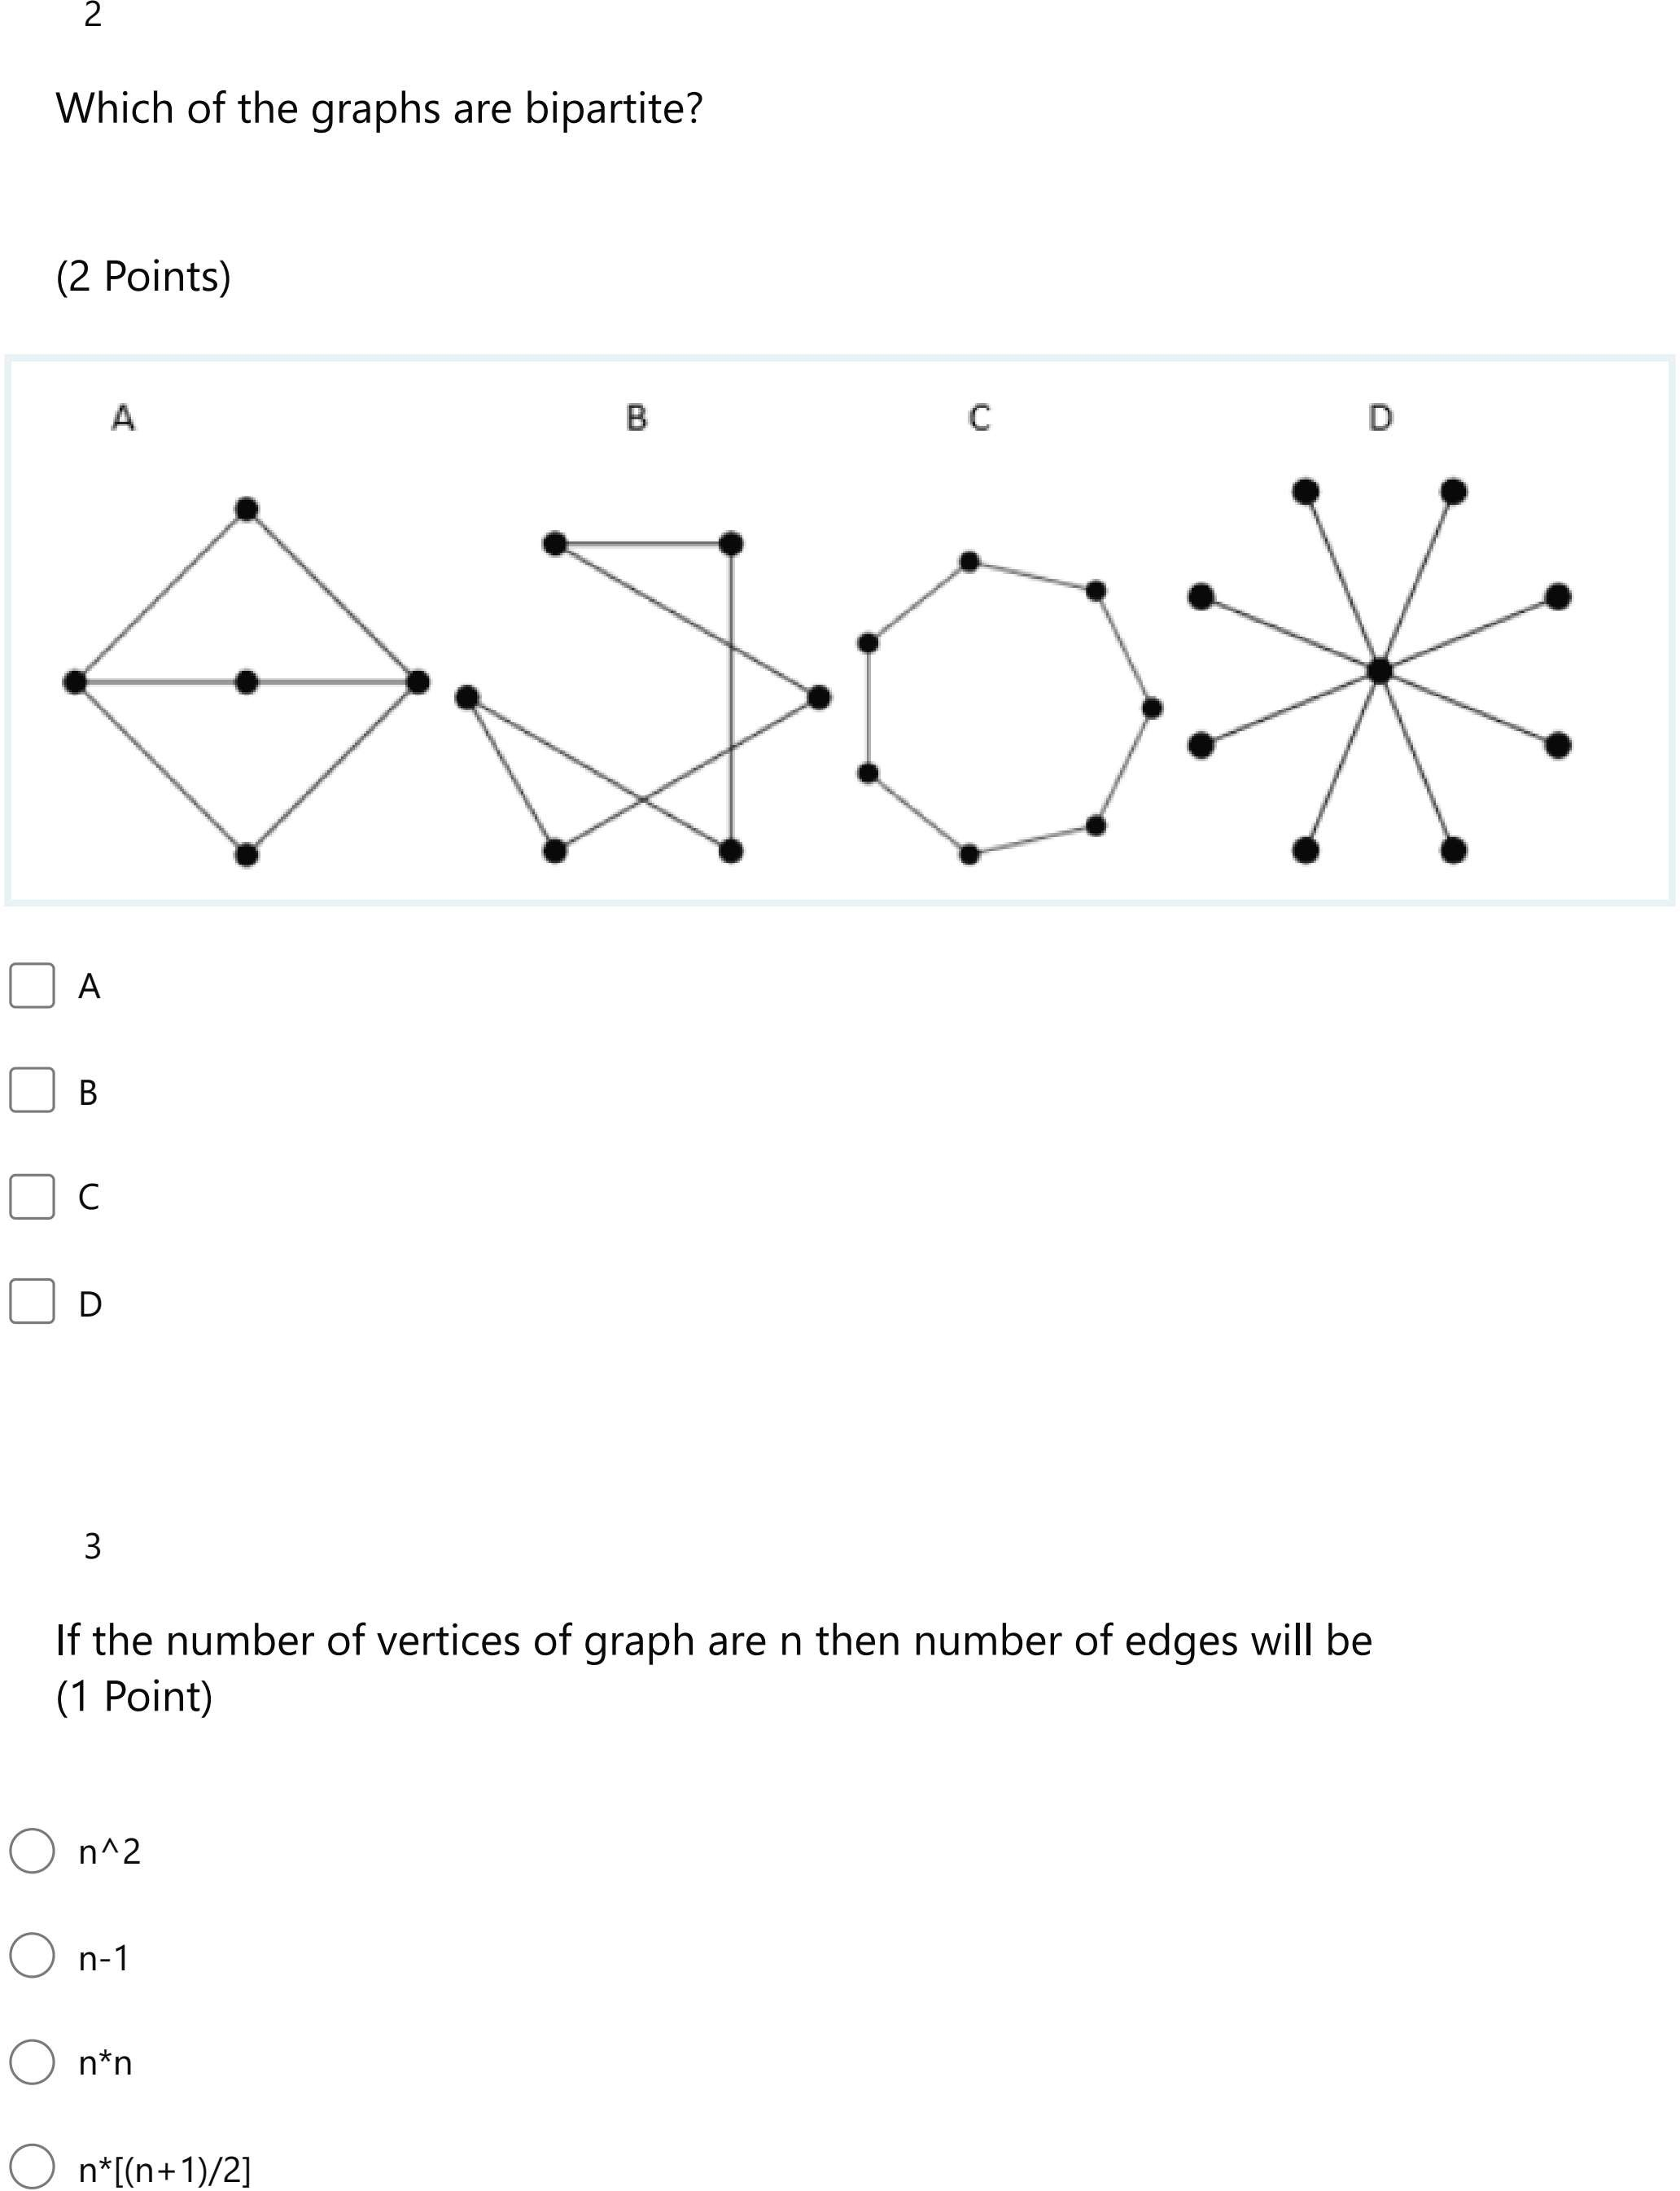 2
Which of the graphs are bipartite?
(2 Points)
A B C D
A
B
C
D
3
If the number of vertices of graph are n then number of edges will be
(1 Point)
n^2
n-1
n*n
n*[(n+1)/2]